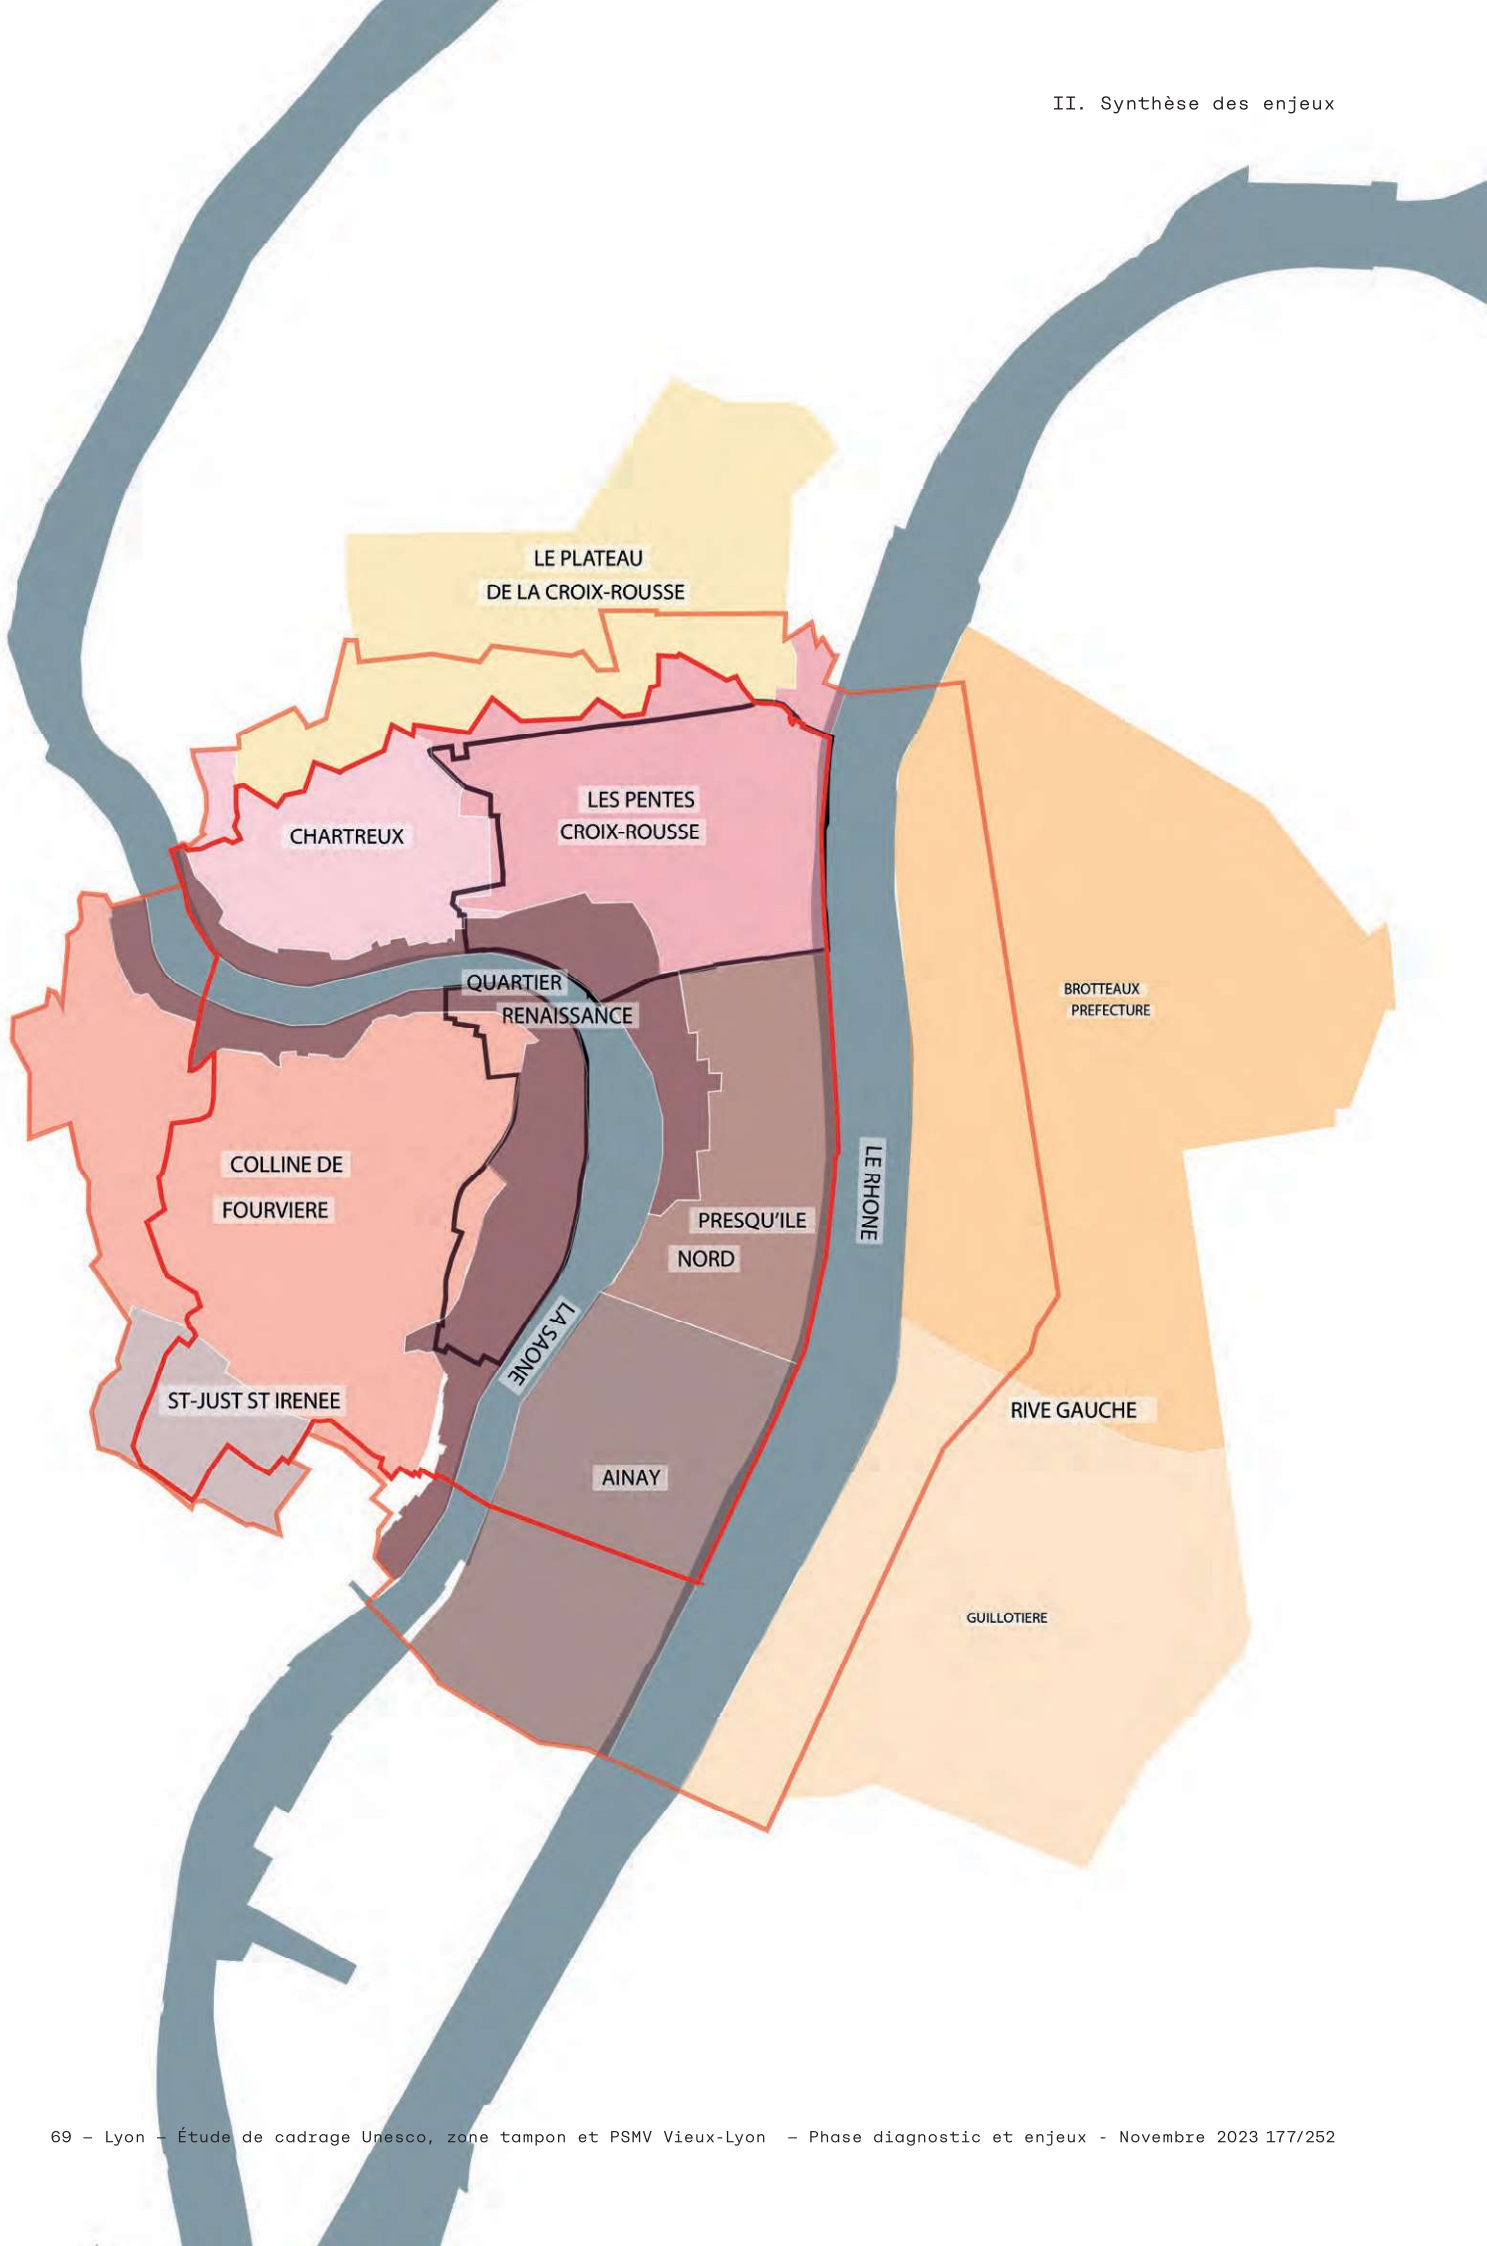 II. Synthèse des enjeux
LE PLATEAU
DE LA CROIX-ROUSSE
LES PENTES
CROIX-ROUSSE
CHARTREUX
QUARTIER
RENAISSANCE
BROTTEAUX
PREFECTURE
COLLINE DE
FOURVIERE
LE RHONE
PRESQU'ILE
NORD
LA SAONE
ST-JUST ST IRENEE
RIVE GAUCHE
AINAY
GUILLOTIERE
69 — Lyon — Étude de cadrage Unesco, zone tampon et PSMV Vieux-Lyon — Phase diagnostic et enjeux - Novembre 2023 177/252